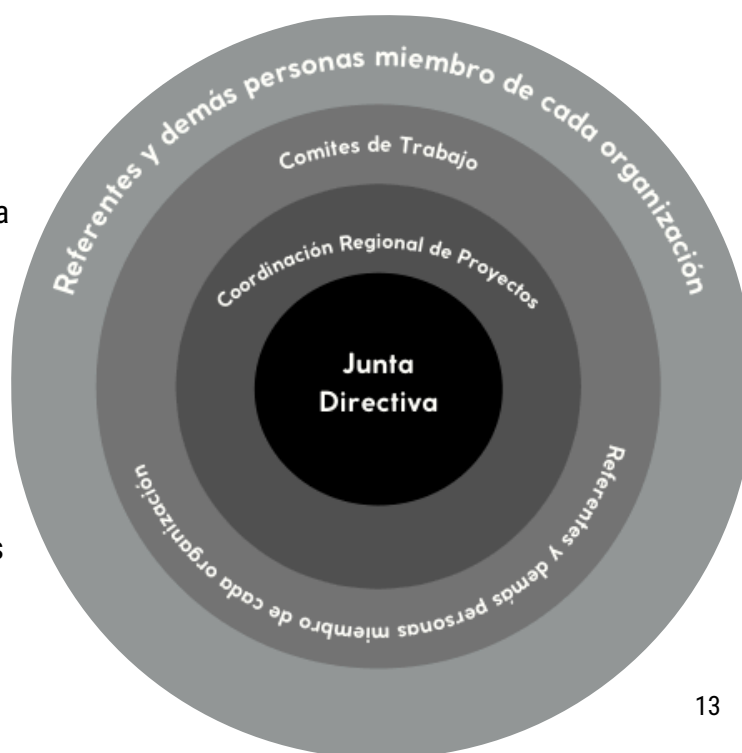 Referentes y demás personas miembro de cada organización
Comites de Trabajo
a
Coordinación Regional de Proyectos
Junta
Directiva
Referentes y demás personas miembro de cada organización
s
13